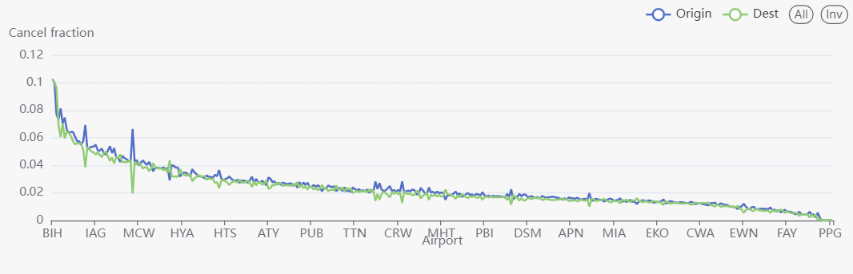 Origin Dest All Inv
Cancel fraction
0.12
0.1
0.08
0.06
0.04
0.02
0
BIH IAG MCW HYA HTS ATY PUB TTN CRW MHT PBI DSM APN MIA EKO CWA EWN FAY PPG
Airport